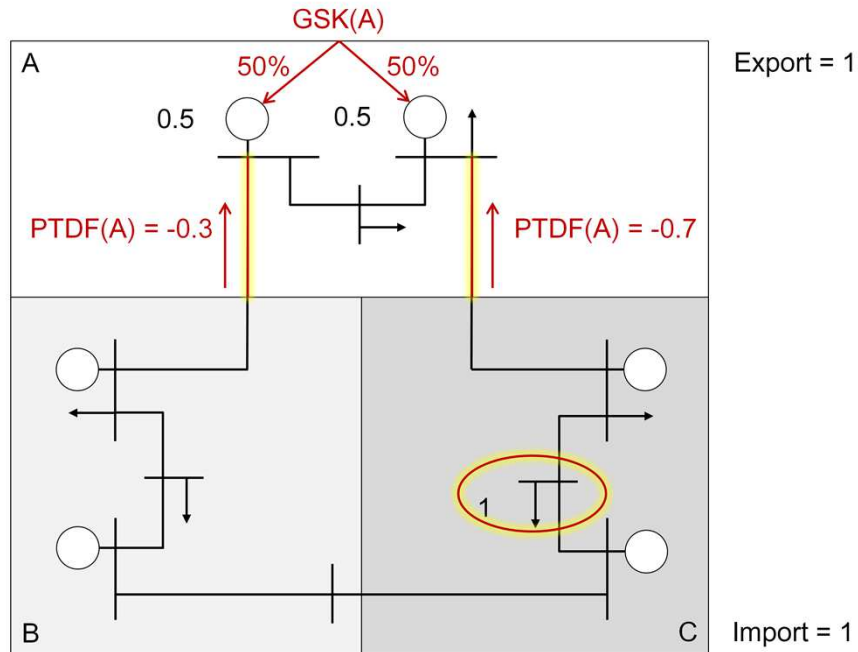 GSK(A)
A
Export = 1
50%
50%
0.5
0.5
PTDF(A) = -0.3
PTDF(A) = -0.7
1
B
C
Import = 1